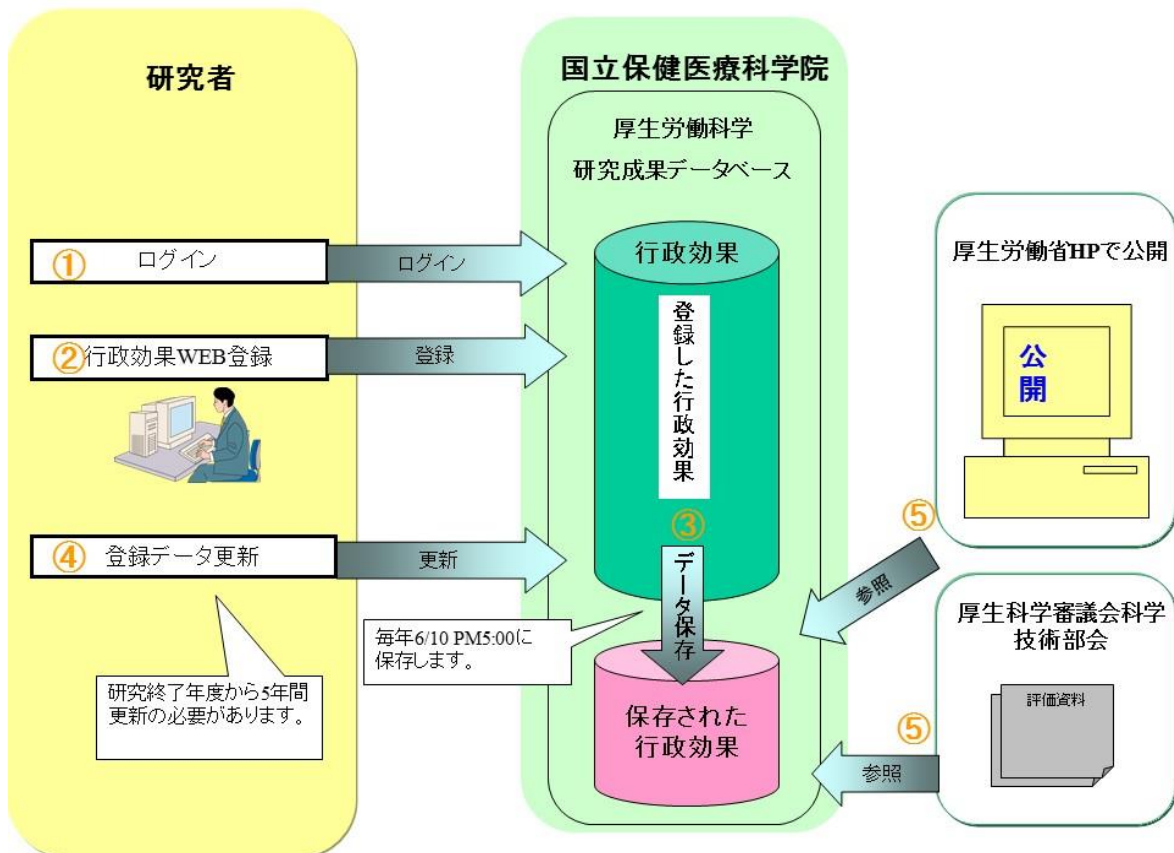 研究者
① ログイン
② 行政効果WEB登録
④ 登録データ更新
研究終了年度から5年間
更新の必要があります。
ログイン
登録
更新
毎年6/10 PM5:00に
保存します。
国立保健医療科学院
厚生労働科学
研究成果データベース
行政効果
登録した行政効果
③
データ保存
保存された
行政効果
厚生労働省HPで公開
公
開
⑤
参照
厚生科学審議会科学
技術部会
評価資料
⑤
参照